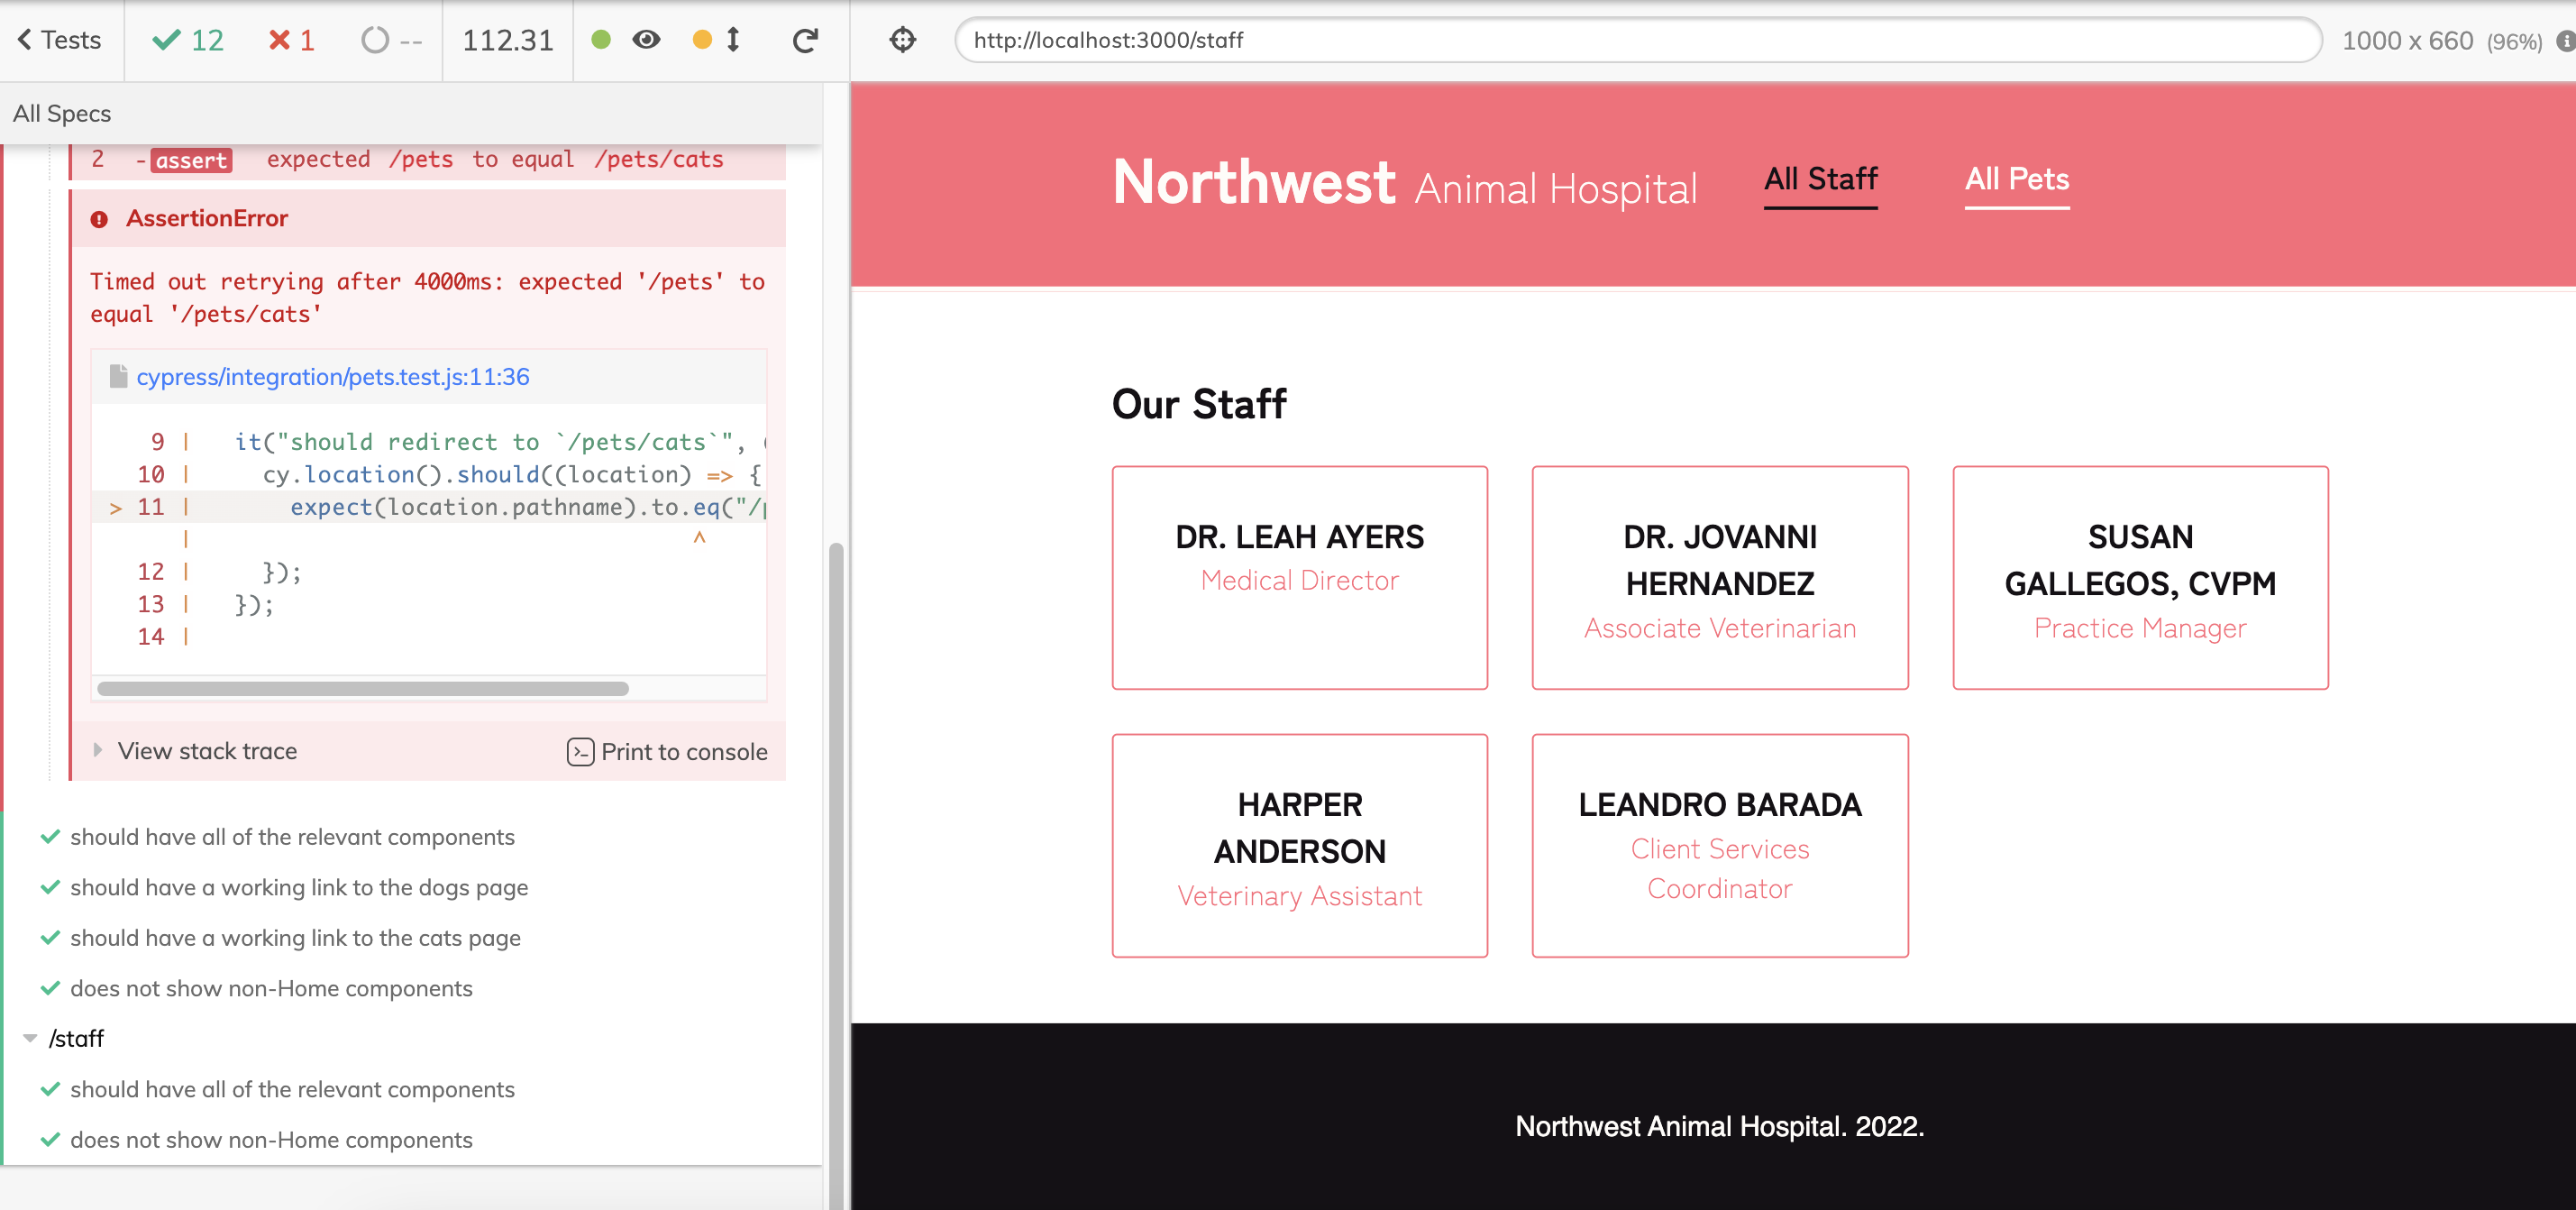 Tests
12
1
--
112.31
http://localhost:3000/staff
1000 x 660 (96%)
All Specs
2 -assert expected /pets to equal /pets/cats
AssertionError
Timed out retrying after 4000ms: expected '/pets' to
equal '/pets/cats'
cypress/integration/pets.test.js:11:36
9 | it("should redirect to `/pets/cats`", (
10 | cy.location().should((location) => {
> 11 | expect(location.pathname).to.eq("/p
| ^
12 | });
13 | });
14 |
View stack trace
Print to console
should have all of the relevant components
should have a working link to the dogs page
should have a working link to the cats page
does not show non-Home components
/staff
should have all of the relevant components
does not show non-Home components
Northwest Animal Hospital
All Staff
All Pets
Our Staff
DR. LEAH AYERS
Medical Director
DR. JOVANNI
HERNANDEZ
Associate Veterinarian
SUSAN
GALLEGOS, CVPM
Practice Manager
HARPER
ANDERSON
Veterinary Assistant
LEANDRO BARADA
Client Services
Coordinator
Northwest Animal Hospital. 2022.